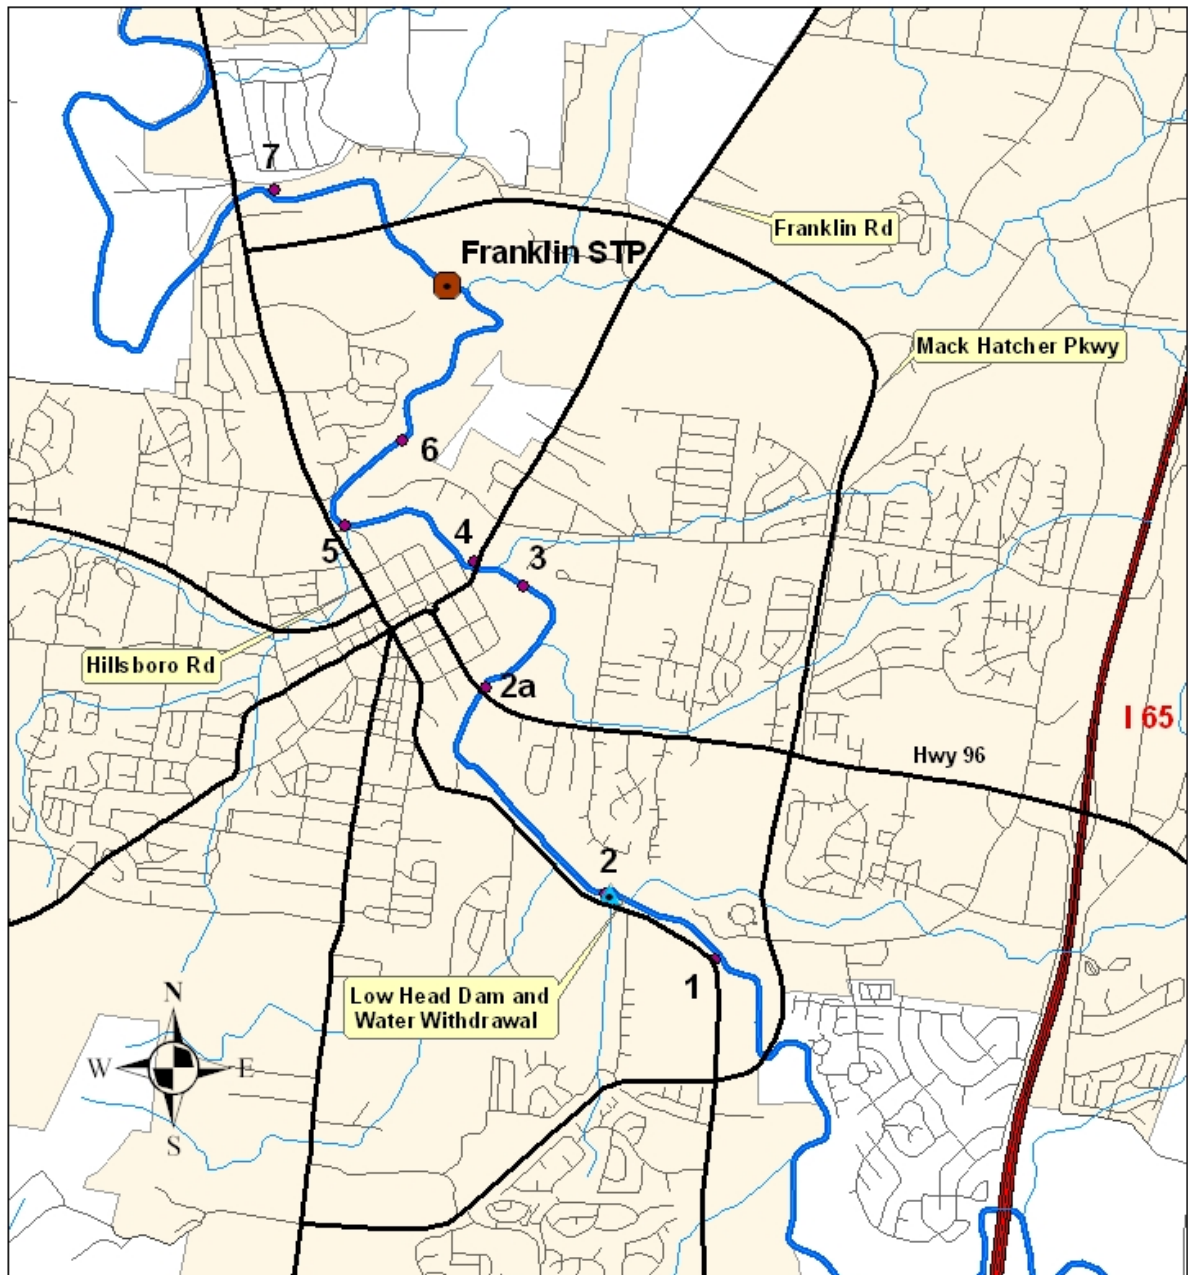 7
Franklin Rd
Franklin STP
Mack Hatcher Pkwy
6
4
5
3
Hillsboro Rd
2a
I 65
Hwy 96
2
1
Low Head Dam and
Water Withdrawal
N
W
E
S